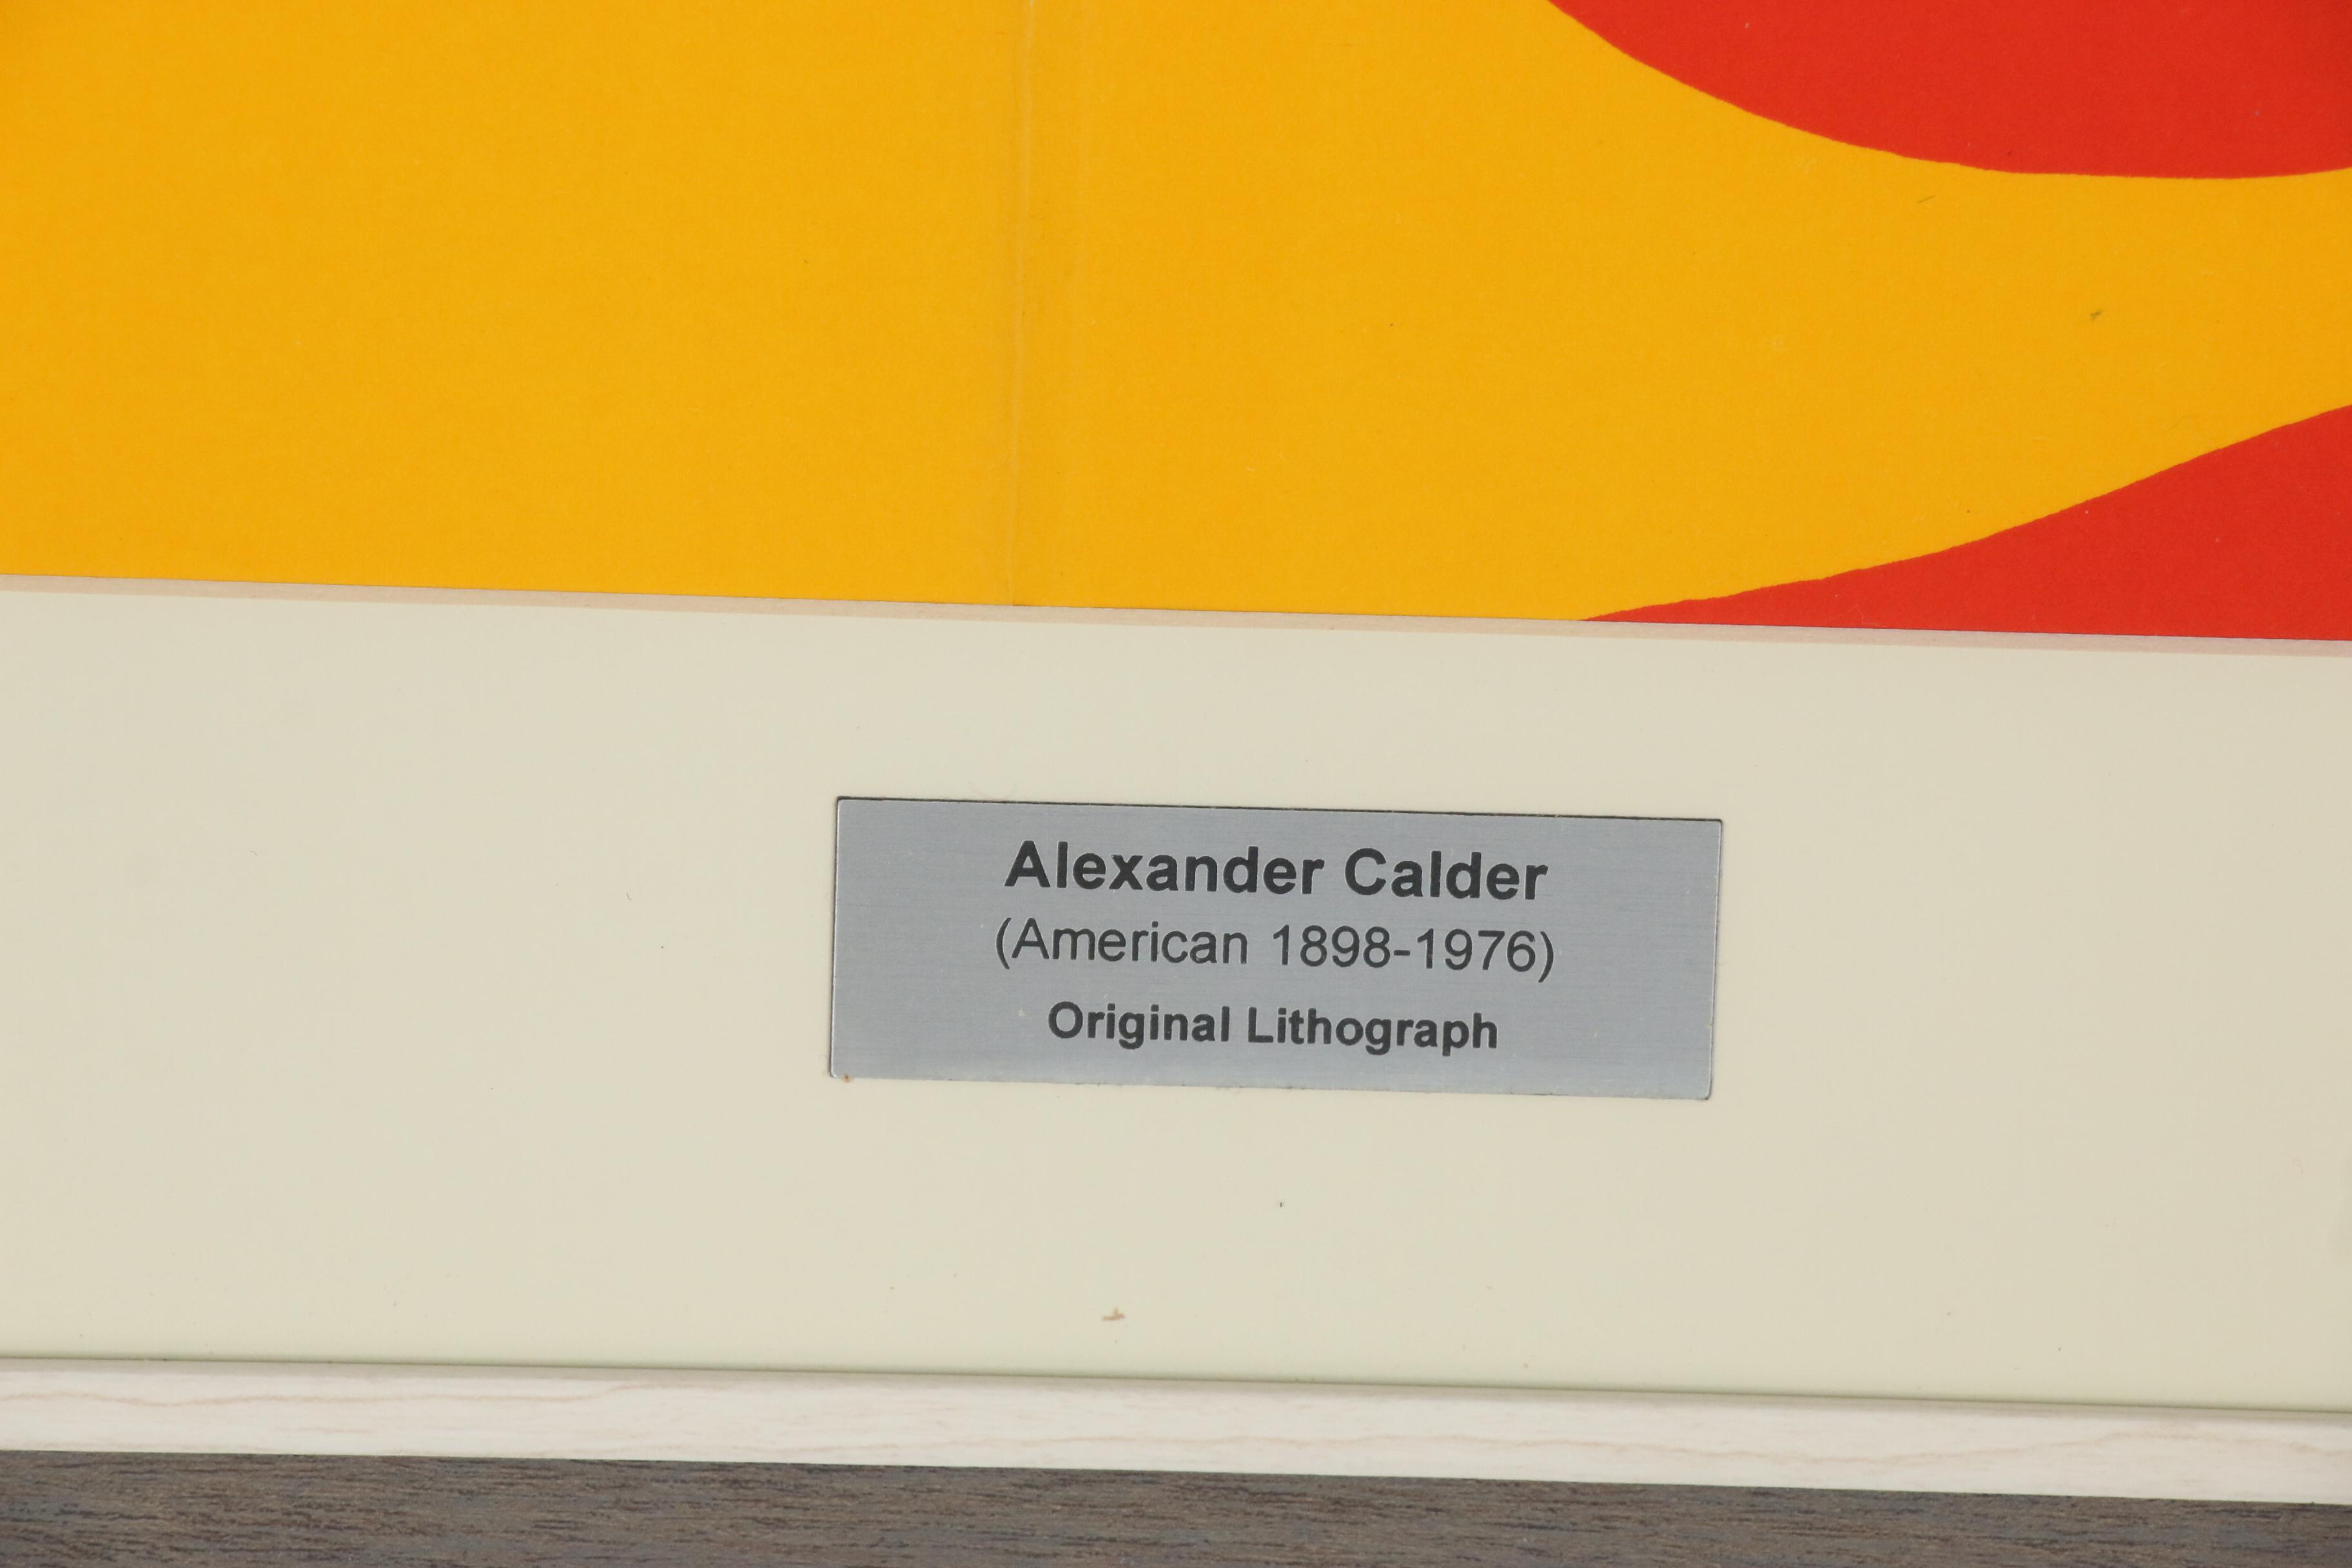 Alexander Calder
(American 1898-1976)
Original Lithograph